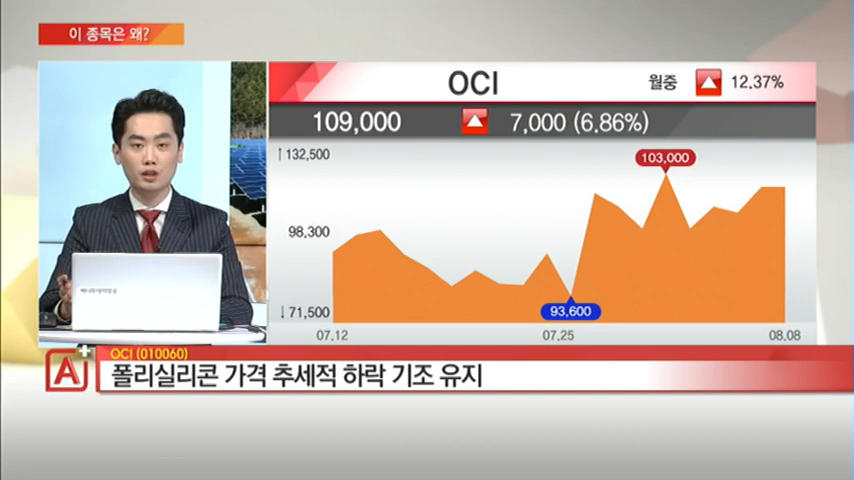 이 종목은 왜?
OCI
월중 12.37%
109,000 7,000 (6.86%)
↑132,500
98,300
↓71,500
103,000
93,600
07.12 07.25 08.08
A+
OCI (010060)
폴리실리콘 가격 추세적 하락 기조 유지